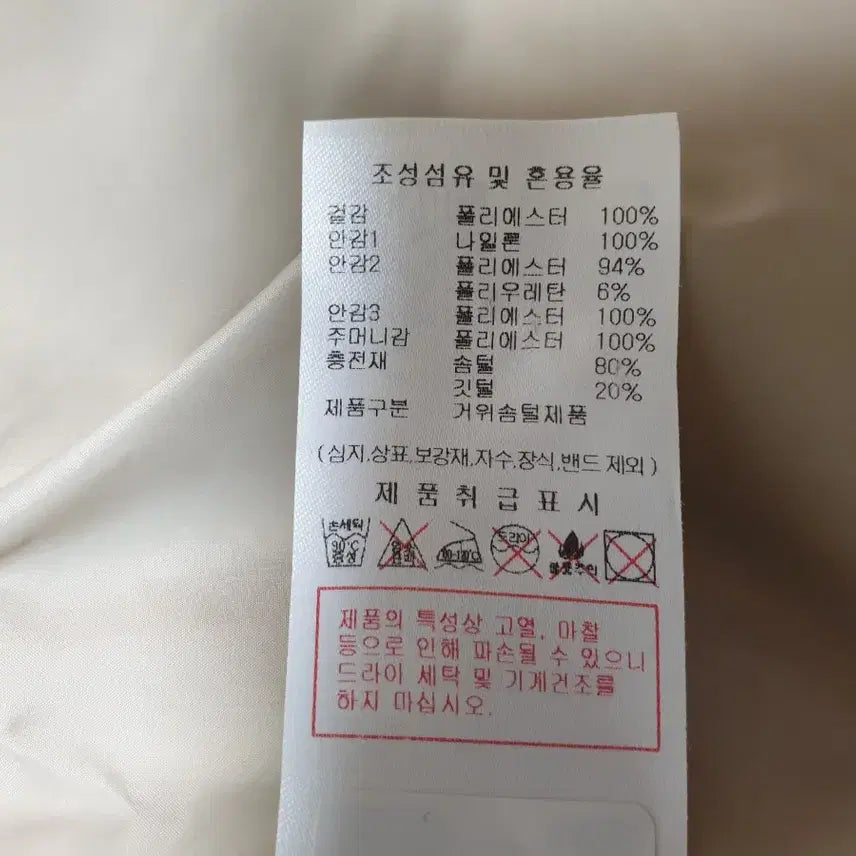 조성섬유 및 혼용율
겉감 폴리에스터 100%
안감1 나일론 100%
안감2 폴리에스터 94%
폴리우레탄 6%
안감3 폴리에스터 100%
주머니감 폴리에스터 100%
충전재 솜털 80%
깃털 20%
제품구분 거위솜털제품
(심지,상표,보강재,자수,장식,밴드 제외)
제품취급표시
손세탁
중성
드라이
불꽃주의
제품의 특성상 고열, 마찰
등으로 인해 파손될 수 있으니
드라이 세탁 및 기계건조를
하지 마십시오.